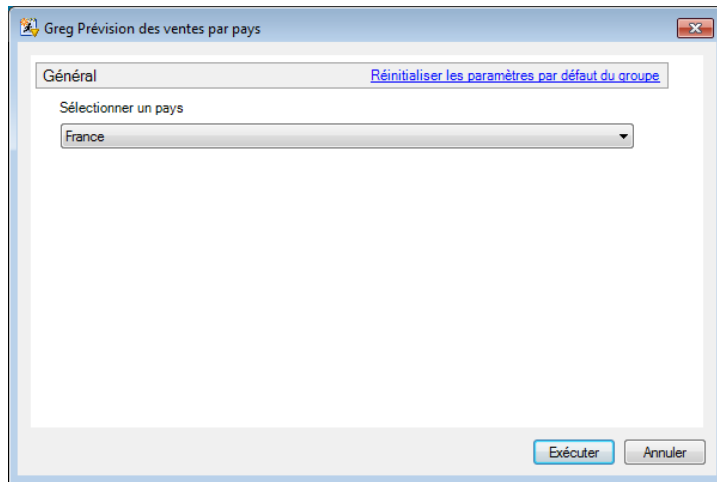 Greg Prévision des ventes par pays
Général
Réinitialiser les paramètres par défaut du groupe
Sélectionner un pays
France
Exécuter
Annuler